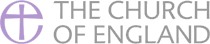 THE CHURCH
OF ENGLAND